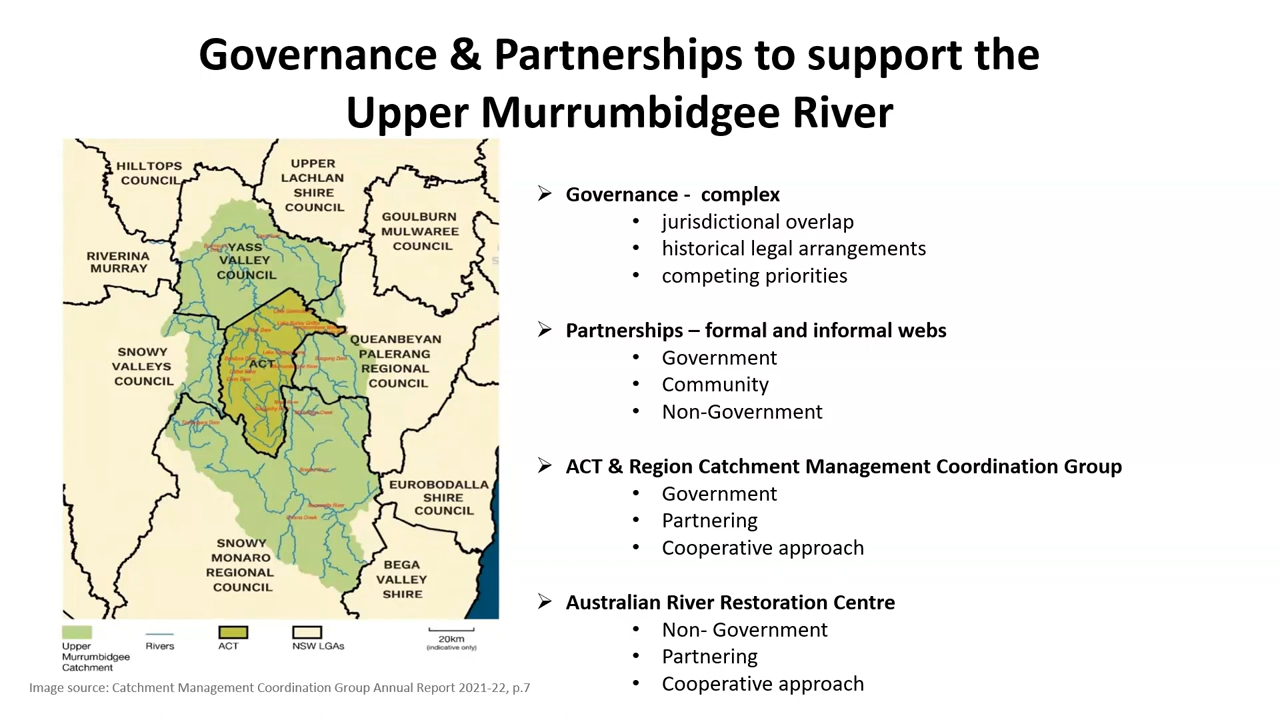 Governance & Partnerships to support the
Upper Murrumbidgee River
HILLTOPS
COUNCIL
UPPER
LACHLAN
SHIRE
COUNCIL
GOULBURN
MULWAREE
COUNCIL
YASS
VALLEY
COUNCIL
RIVERINA
MURRAY
SNOWY
VALLEYS
COUNCIL
ACT
QUEANBEYAN
PALERANG
REGIONAL
COUNCIL
EUROBODALLA
SHIRE
COUNCIL
SNOWY
MONARO
REGIONAL
COUNCIL
BEGA
VALLEY
SHIRE
Upper
Murrumbidgee
Catchment
Rivers
ACT
NSW LGAs
20km
(indicative only)
Image source: Catchment Management Coordination Group Annual Report 2021-22, p.7
➢ Governance - complex
• jurisdictional overlap
• historical legal arrangements
• competing priorities
➢ Partnerships – formal and informal webs
• Government
• Community
• Non-Government
➢ ACT & Region Catchment Management Coordination Group
• Government
• Partnering
• Cooperative approach
➢ Australian River Restoration Centre
• Non- Government
• Partnering
• Cooperative approach